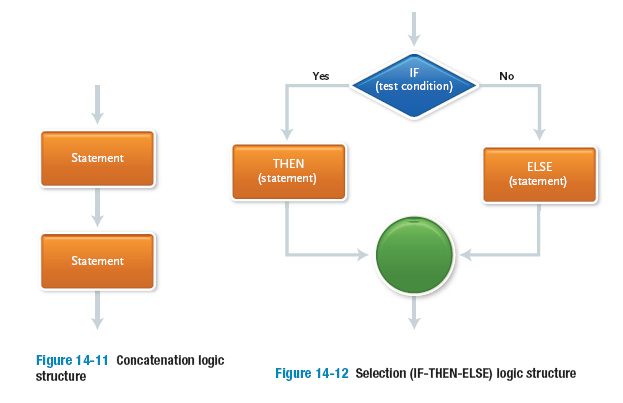 Statement
Statement
Figure 14-11 Concatenation logic
structure
IF
(test condition)
Yes
No
THEN
(statement)
ELSE
(statement)
Figure 14-12 Selection (IF-THEN-ELSE) logic structure